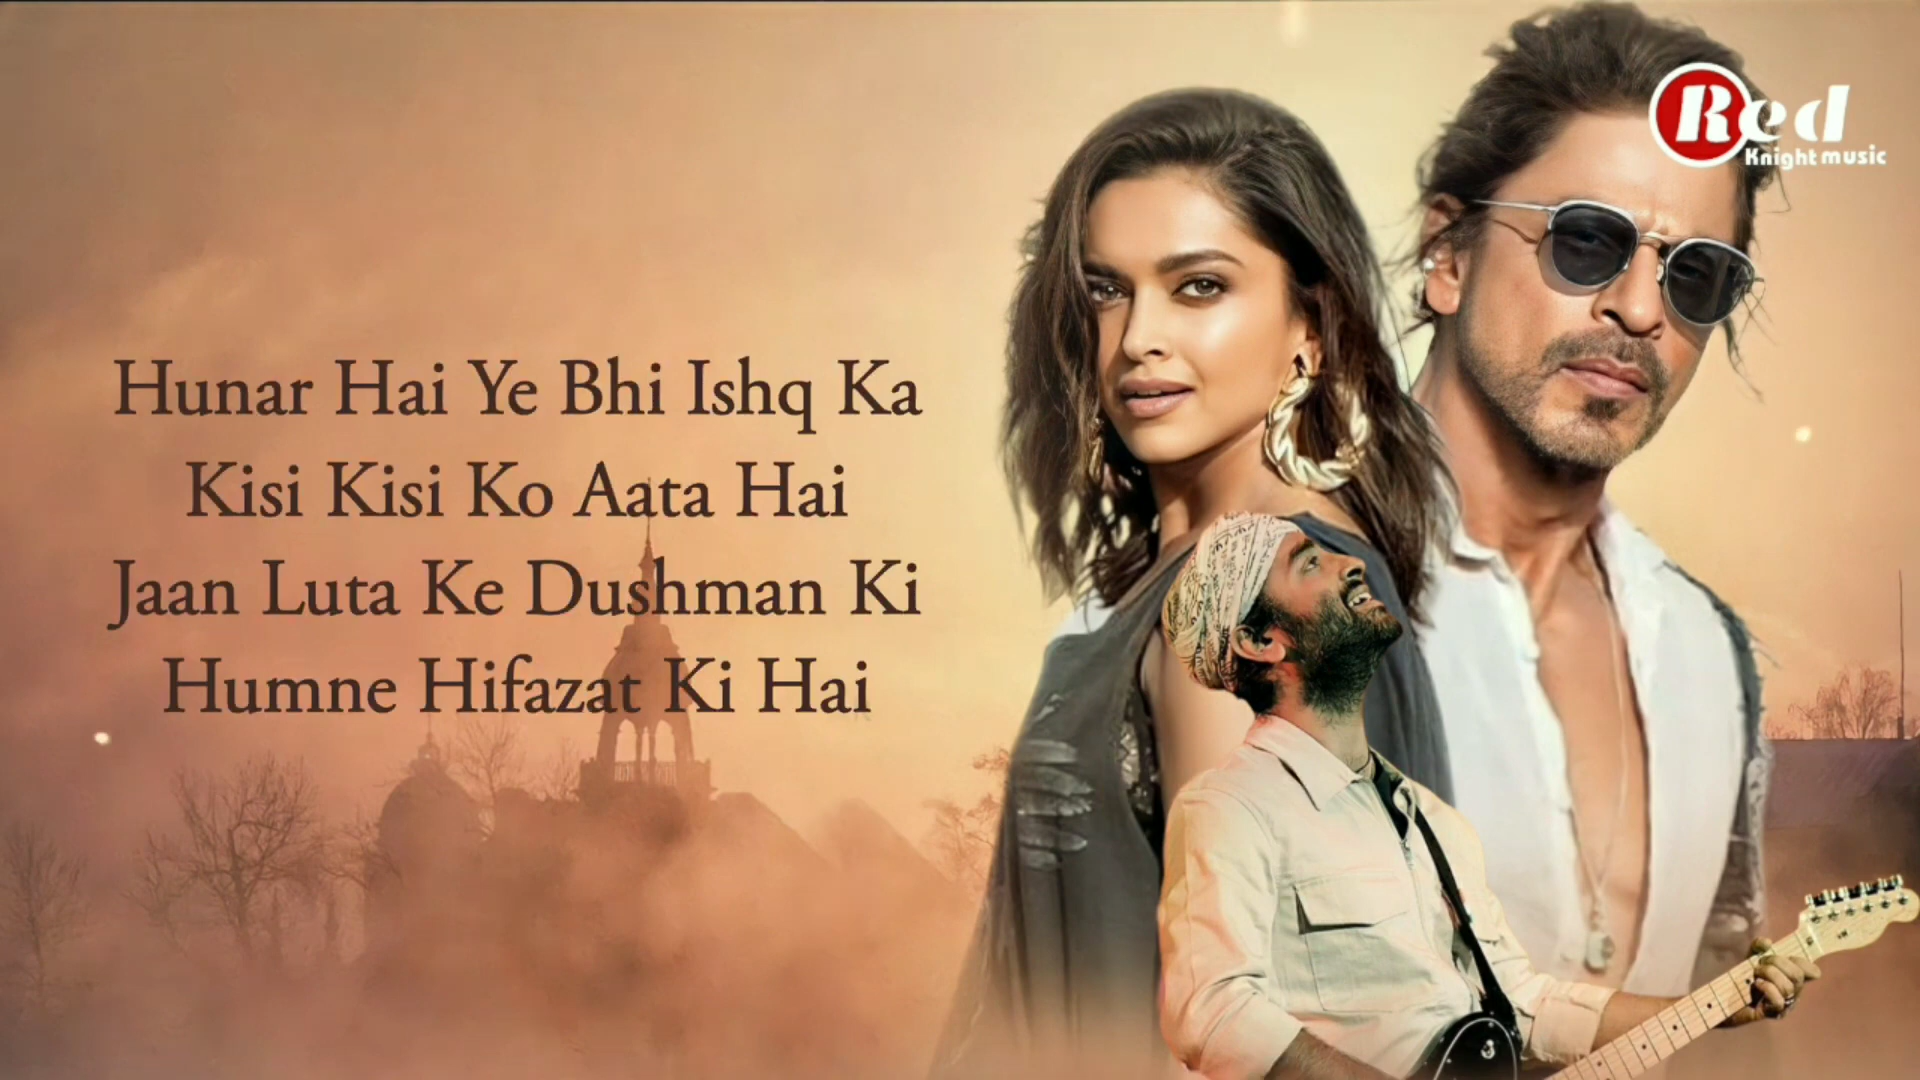 Red
Knight music
Hunar Hai Ye Bhi Ishq Ka
Kisi Kisi Ko Aata Hai
Jaan Luta Ke Dushman Ki
Humne Hifazat Ki Hai